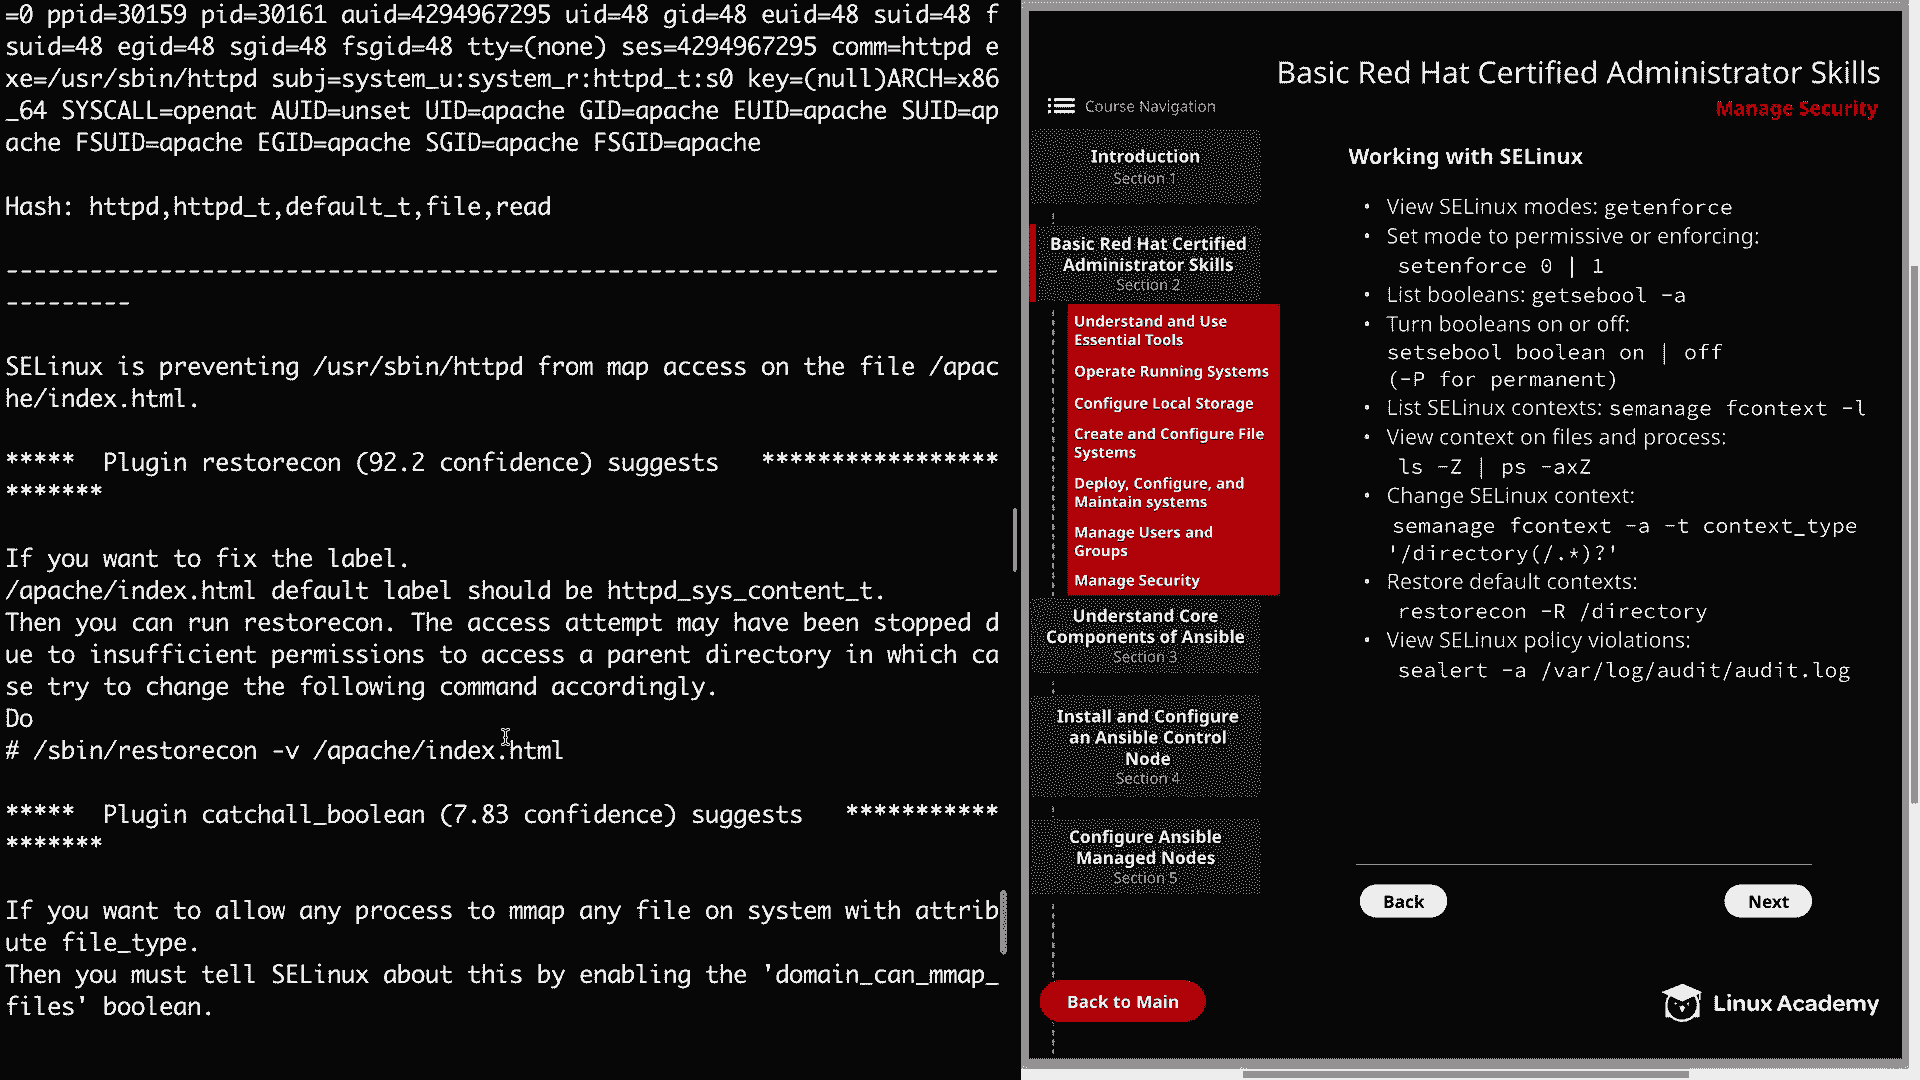 =0 ppid=30159 pid=30161 auid=4294967295 uid=48 gid=48 euid=48 suid=48 f
suid=48 egid=48 sgid=48 fsgid=48 tty=(none) ses=4294967295 comm=httpd e
xe=/usr/sbin/httpd subj=system_u:system_r:httpd_t:s0 key=(null)ARCH=x86
_64 SYSCALL=openat AUID=unset UID=apache GID=apache EUID=apache SUID=ap
ache FSUID=apache EGID=apache SGID=apache FSGID=apache
Hash: httpd,httpd_t,default_t,file,read
-----------------------------------------------------------------------
---------
SELinux is preventing /usr/sbin/httpd from map access on the file /apac
he/index.html.
*****  Plugin restorecon (92.2 confidence) suggests   *****************
*******
If you want to fix the label.
/apache/index.html default label should be httpd_sys_content_t.
Then you can run restorecon. The access attempt may have been stopped d
ue to insufficient permissions to access a parent directory in which ca
se try to change the following command accordingly.
Do
# /sbin/restorecon -v /apache/index.html
*****  Plugin catchall_boolean (7.83 confidence) suggests   ***********
*******
If you want to allow any process to mmap any file on system with attrib
ute file_type.
Then you must tell SELinux about this by enabling the 'domain_can_mmap_
files' boolean.
Basic Red Hat Certified Administrator Skills
Manage Security
Course Navigation
Introduction
Section 1
Basic Red Hat Certified
Administrator Skills
Section 2
Understand and Use
Essential Tools
Operate Running Systems
Configure Local Storage
Create and Configure File
Systems
Deploy, Configure, and
Maintain systems
Manage Users and
Groups
Manage Security
Understand Core
Components of Ansible
Section 3
Install and Configure
an Ansible Control
Node
Section 4
Configure Ansible
Managed Nodes
Section 5
Back to Main
Working with SELinux
• View SELinux modes: getenforce
• Set mode to permissive or enforcing:
setenforce 0 | 1
• List booleans: getsebool -a
• Turn booleans on or off:
setsebool boolean on | off
(-P for permanent)
• List SELinux contexts: semanage fcontext -l
• View context on files and process:
ls -Z | ps -axZ
• Change SELinux context:
semanage fcontext -a -t context_type
'/directory(/.*)?'
• Restore default contexts:
restorecon -R /directory
• View SELinux policy violations:
sealert -a /var/log/audit/audit.log
Back
Next
Linux Academy